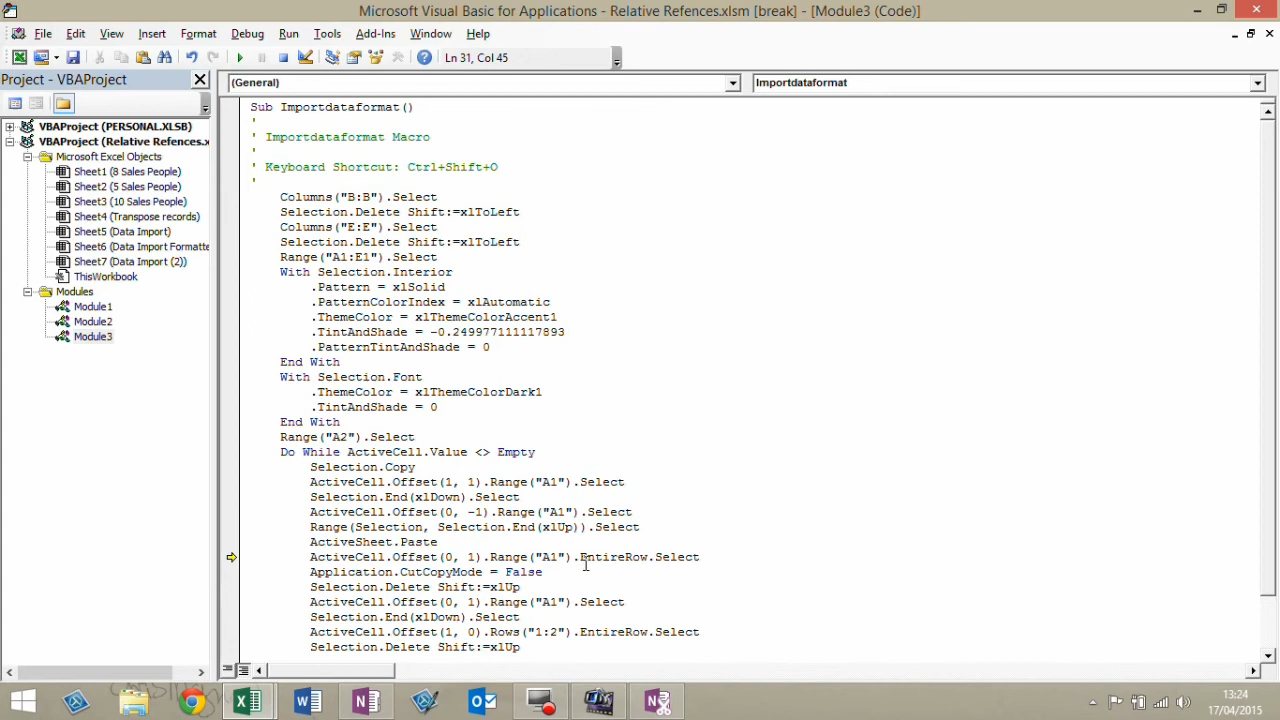 Microsoft Visual Basic for Applications - Relative Refences.xlsm [break] - [Module3 (Code)]
File Edit View Insert Format Debug Run Tools Add-Ins Window Help
Ln 31, Col 45
Project - VBAProject
(General)
Importdataformat
VBAProject (PERSONAL.XLSB)
VBAProject (Relative Refences.x
Microsoft Excel Objects
Sheet1 (8 Sales People)
Sheet2 (5 Sales People)
Sheet3 (10 Sales People)
Sheet4 (Transpose records)
Sheet5 (Data Import)
Sheet6 (Data Import Formatte
Sheet7 (Data Import (2))
ThisWorkbook
Modules
Module1
Module2
Module3
Sub Importdataformat()
'
' Importdataformat Macro
'
' Keyboard Shortcut: Ctrl+Shift+O
'
Columns("B:B").Select
Selection.Delete Shift:=xlToLeft
Columns("E:E").Select
Selection.Delete Shift:=xlToLeft
Range("A1:E1").Select
With Selection.Interior
.Pattern = xlSolid
.PatternColorIndex = xlAutomatic
.ThemeColor = xlThemeColorAccent1
.TintAndShade = -0.249977111117893
.PatternTintAndShade = 0
End With
With Selection.Font
.ThemeColor = xlThemeColorDark1
.TintAndShade = 0
End With
Range("A2").Select
Do While ActiveCell.Value <> Empty
Selection.Copy
ActiveCell.Offset(1, 1).Range("A1").Select
Selection.End(xlDown).Select
ActiveCell.Offset(0, -1).Range("A1").Select
Range(Selection, Selection.End(xlUp)).Select
ActiveSheet.Paste
ActiveCell.Offset(0, 1).Range("A1").EntireRow.Select
Application.CutCopyMode = False
Selection.Delete Shift:=xlUp
ActiveCell.Offset(0, 1).Range("A1").Select
Selection.End(xlDown).Select
ActiveCell.Offset(1, 0).Rows("1:2").EntireRow.Select
Selection.Delete Shift:=xlUp
13:24
17/04/2015